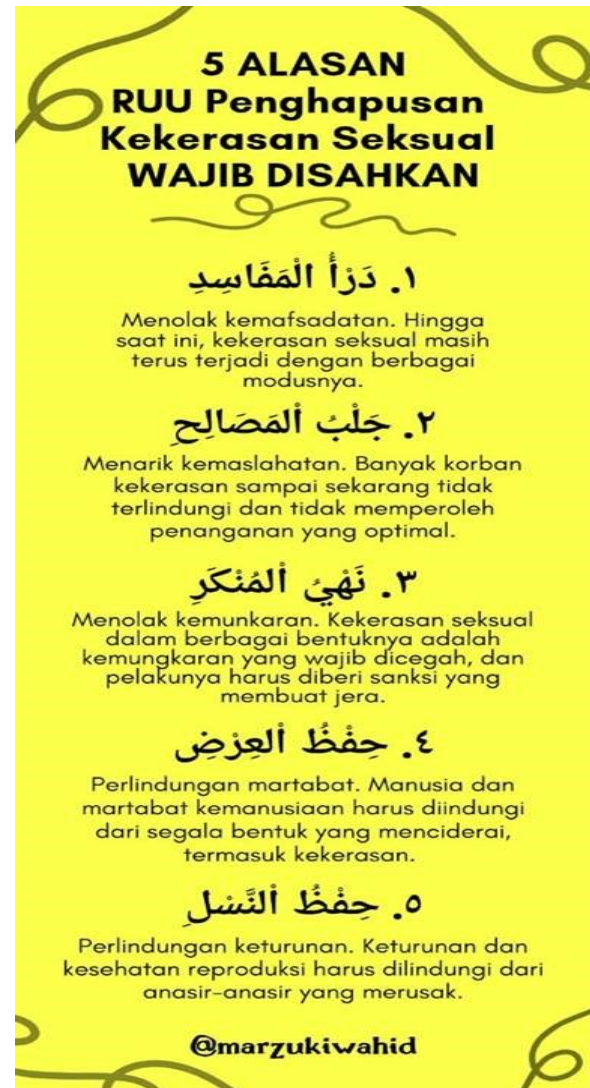 5 ALASAN
RUU Penghapusan
Kekerasan Seksual
WAJIB DISAHKAN
١. دَرْأُ الْمَفَاسِدِ
Menolak kemafsadatan. Hingga
saat ini, kekerasan seksual masih
terus terjadi dengan berbagai
modusnya.
٢. جَلْبُ ٱلمَصَالِحِ
Menarik kemaslahatan. Banyak korban
kekerasan sampai sekarang tidak
terlindungi dan tidak memperoleh
penanganan yang optimal.
٣. نَهْيُ ٱلمُنْكَرِ
Menolak kemunkaran. Kekerasan seksual
dalam berbagai bentuknya adalah
kemungkaran yang wajib dicegah, dan
pelakunya harus diberi sanksi yang
membuat jera.
٤. حِفْظُ ٱلعِرْضِ
Perlindungan martabat. Manusia dan
martabat kemanusiaan harus diindungi
dari segala bentuk yang menciderai,
termasuk kekerasan.
٥. حِفْظُ ٱلنَّسْلِ
Perlindungan keturunan. Keturunan dan
kesehatan reproduksi harus dilindungi dari
anasir-anasir yang merusak.
@marzukiwahid